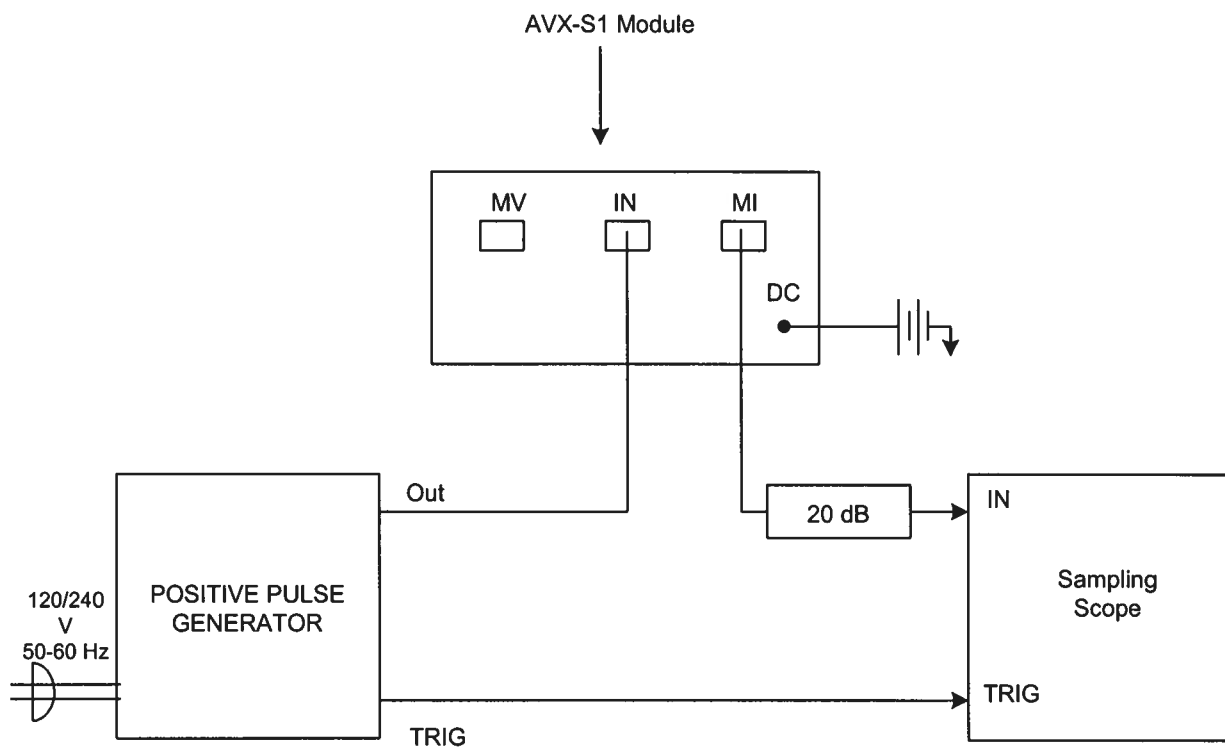 AVX-S1 Module
MV
IN
MI
DC
Out
20 dB
IN
POSITIVE PULSE
GENERATOR
Sampling
Scope
120/240
V
50-60 Hz
TRIG
TRIG